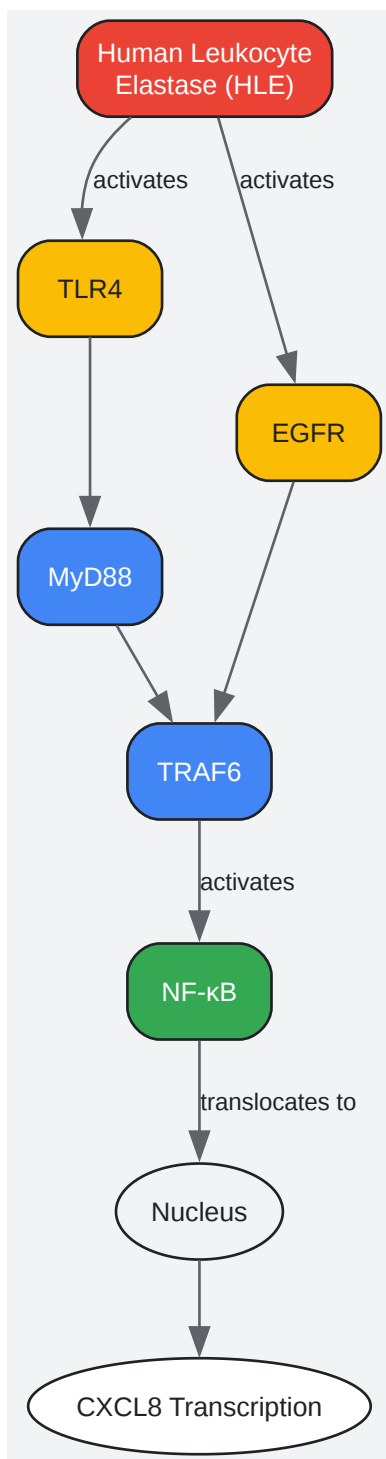 Human Leukocyte
Elastase (HLE)
activates
activates
TLR4
EGFR
MyD88
TRAF6
activates
NF-κB
translocates to
Nucleus
CXCL8 Transcription